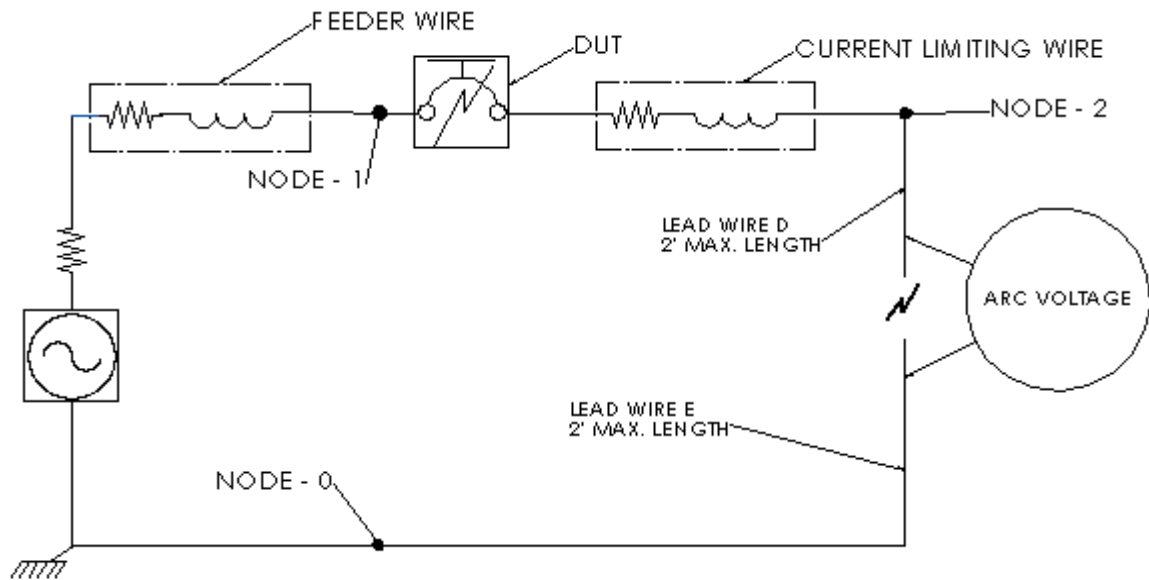 FEEDER WIRE
DUT
CURRENT LIMITING WIRE
NODE - 2
NODE - 1
LEAD WIRE D
2' MAX. LENGTH
ARC VOLTAGE
LEAD WIRE E
2' MAX. LENGTH
NODE - 0